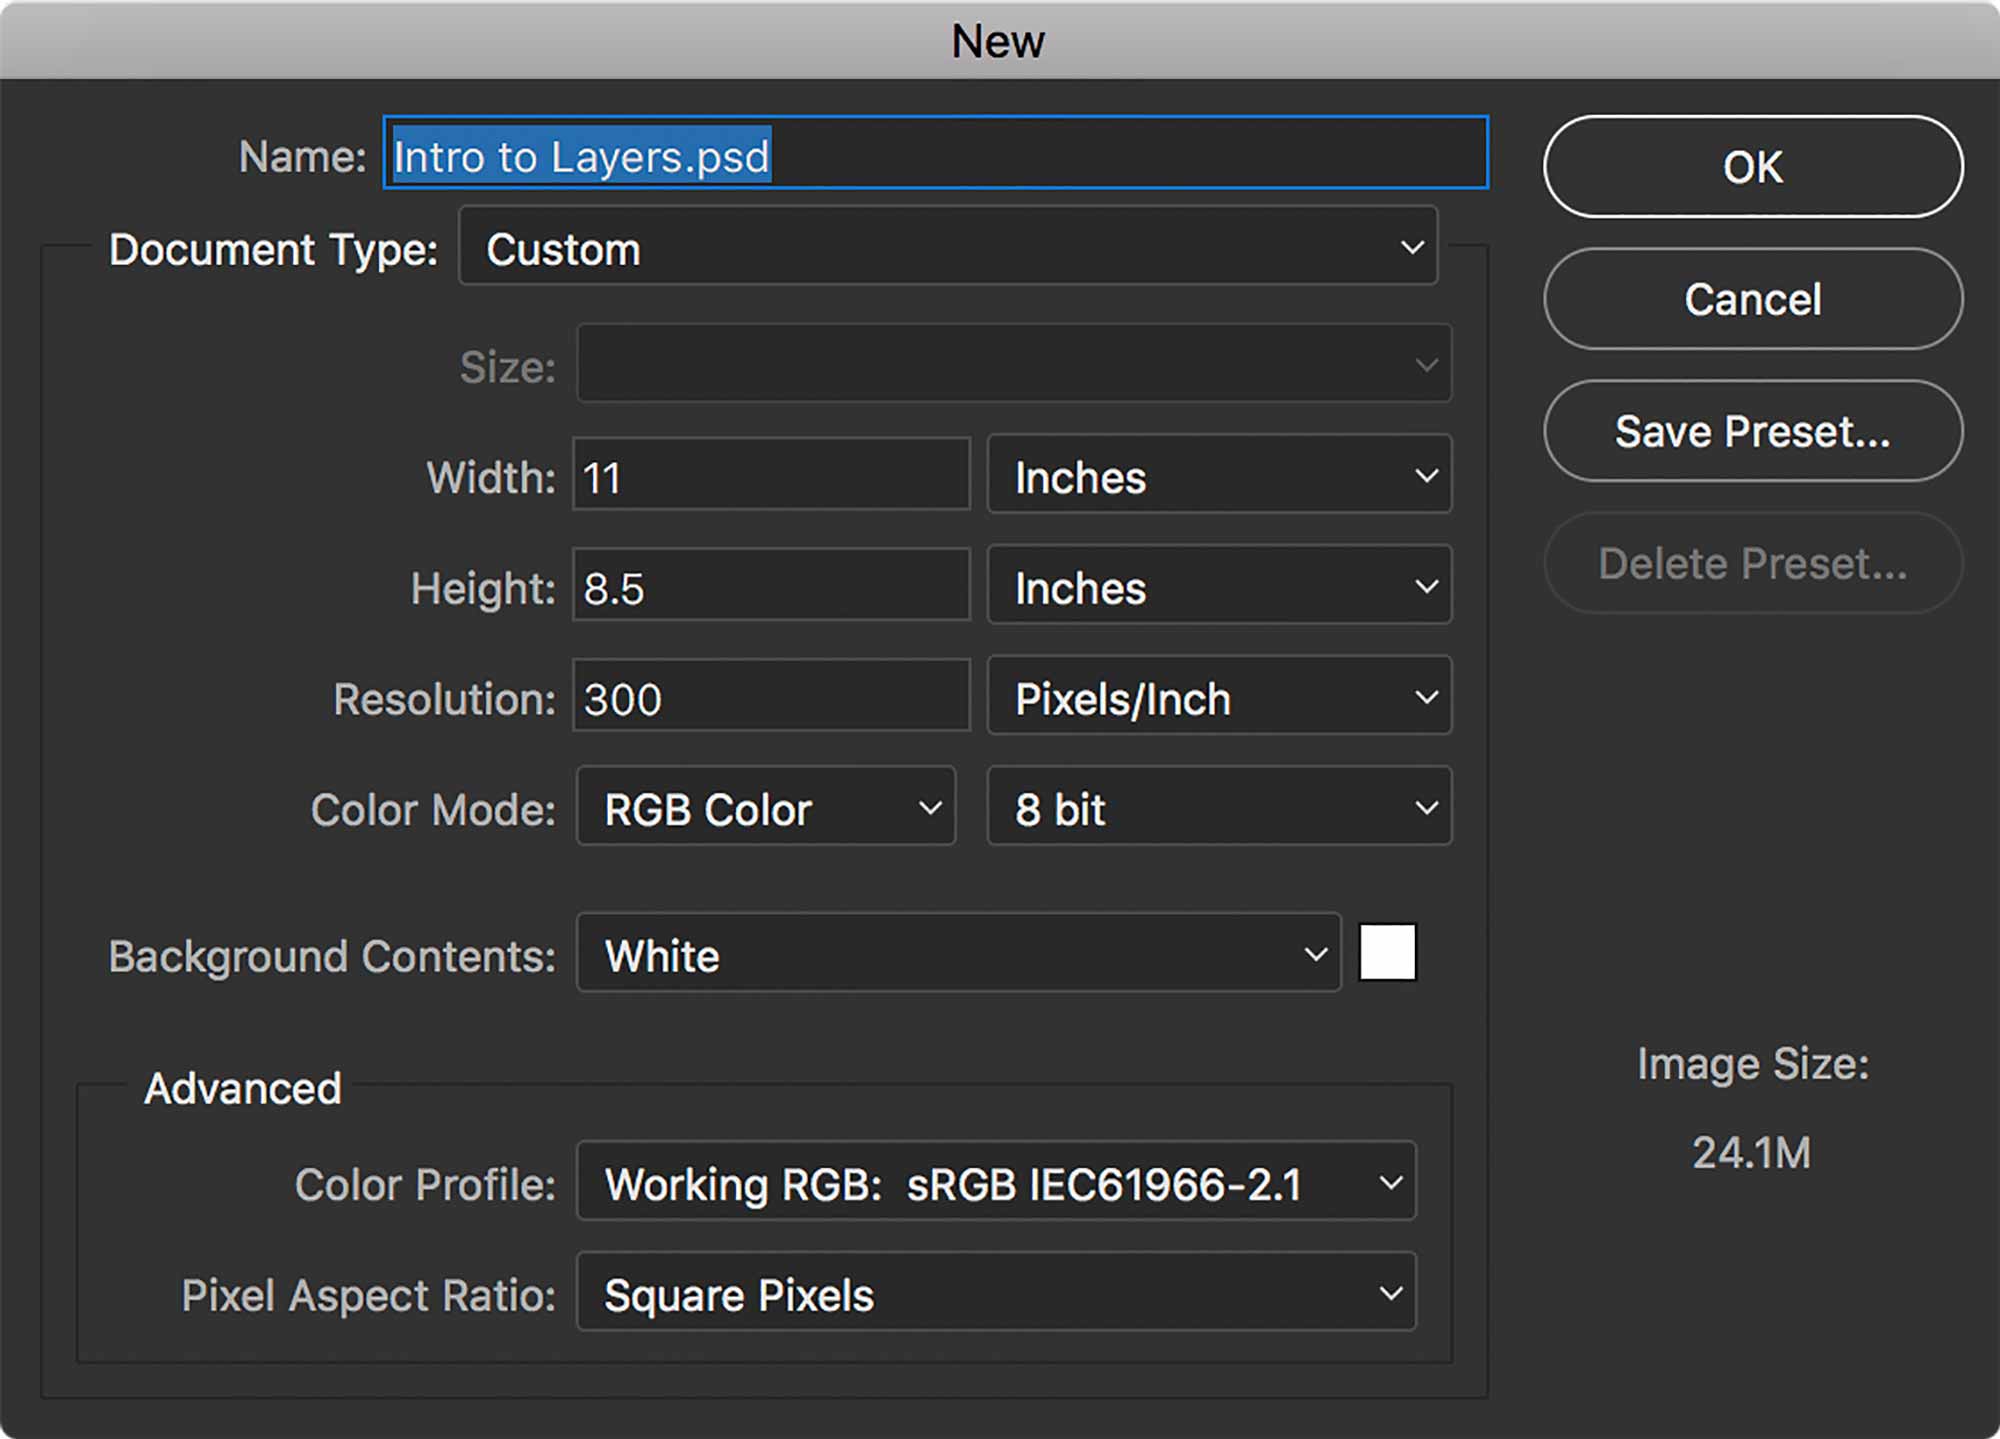 New
Name: Intro to Layers.psd
OK
Document Type: Custom
Cancel
Size:
Save Preset...
Width: 11 Inches
Delete Preset...
Height: 8.5 Inches
Resolution: 300 Pixels/Inch
Color Mode: RGB Color 8 bit
Background Contents: White
Image Size:
24.1M
Advanced
Color Profile: Working RGB: sRGB IEC61966-2.1
Pixel Aspect Ratio: Square Pixels